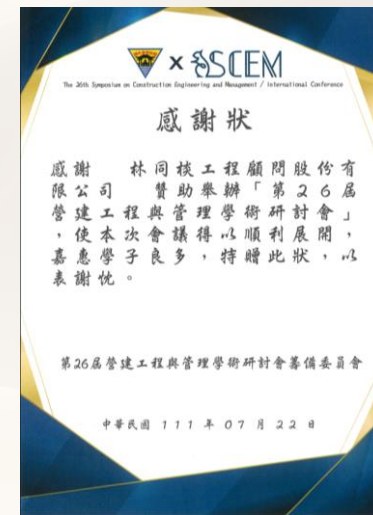 × SCEM
The 26th Symposium on Construction Engineering and Management / International Conference
感謝狀
感謝 林同棪工程顧問股份有
限公司 贊助舉辦「第26屆
營建工程與管理學術研討會」
,使本次會議得以順利展開,
嘉惠學子良多,特贈此狀,以
表謝忱。
第26屆營建工程與管理學術研討會籌備委員會
中華民國 111 年 07 月 22 日